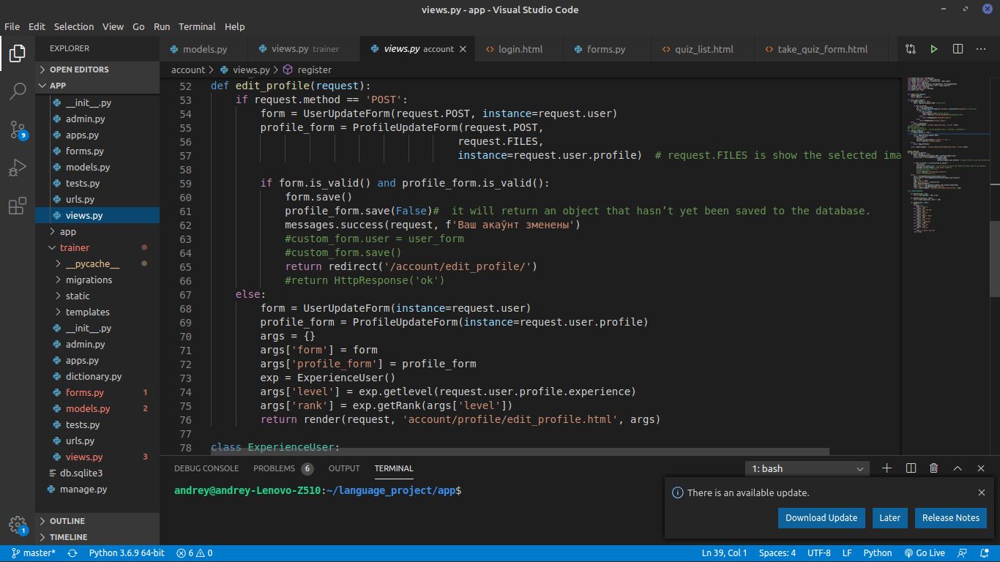 views.py - app - Visual Studio Code
File Edit Selection View Go Run Terminal Help
EXPLORER
OPEN EDITORS
APP
__init__.py
admin.py
apps.py
forms.py
models.py
tests.py
urls.py
views.py
app
trainer
__pycache__
migrations
static
templates
__init__.py
admin.py
apps.py
dictionary.py
forms.py 1
models.py 2
tests.py
urls.py
views.py 3
db.sqlite3
manage.py
OUTLINE
TIMELINE
9
1
models.py views.py trainer views.py account login.html forms.py quiz_list.html take_quiz_form.html
account > views.py > register
52 def edit_profile(request):
53 if request.method == 'POST':
54 form = UserUpdateForm(request.POST, instance=request.user)
55 profile_form = ProfileUpdateForm(request.POST,
56 request.FILES,
57 instance=request.user.profile) # request.FILES is show the selected ima
58
59 if form.is_valid() and profile_form.is_valid():
60 form.save()
61 profile_form.save(False)# it will return an object that hasn’t yet been saved to the database.
62 messages.success(request, f'Ваш акаўнт зменены')
63 #custom_form.user = user_form
64 #custom_form.save()
65 return redirect('/account/edit_profile/')
66 #return HttpResponse('ok')
67 else:
68 form = UserUpdateForm(instance=request.user)
69 profile_form = ProfileUpdateForm(instance=request.user.profile)
70 args = {}
71 args['form'] = form
72 args['profile_form'] = profile_form
73 exp = ExperienceUser()
74 args['level'] = exp.getlevel(request.user.profile.experience)
75 args['rank'] = exp.getRank(args['level'])
76 return render(request, 'account/profile/edit_profile.html', args)
77
78 class ExperienceUser:
DEBUG CONSOLE PROBLEMS 6 OUTPUT TERMINAL 1: bash
andrey@andrey-Lenovo-Z510:~/language_project/app$
There is an available update.
Download Update Later Release Notes
master* Python 3.6.9 64-bit 6 0 Ln 39, Col 1 Spaces: 4 UTF-8 LF Python Go Live